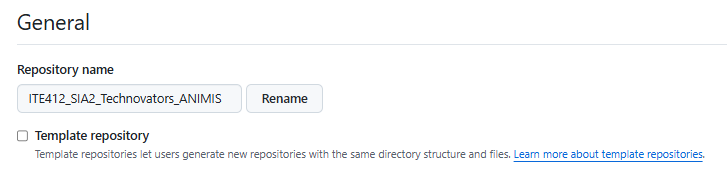 General
Repository name
ITE412_SIA2_Technovators_ANIMIS
Rename
Template repository
Template repositories let users generate new repositories with the same directory structure and files. Learn more about template repositories.